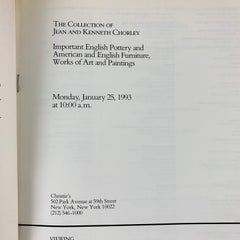 THE COLLECTION OF
JEAN AND KENNETH CHORLEY
Important English Pottery and
American and English Furniture,
Works of Art and Paintings
Monday, January 25, 1993
at 10:00 a.m.
Christie's
502 Park Avenue at 59th Street
New York, New York 10022
(212) 546-1000
VIEWING